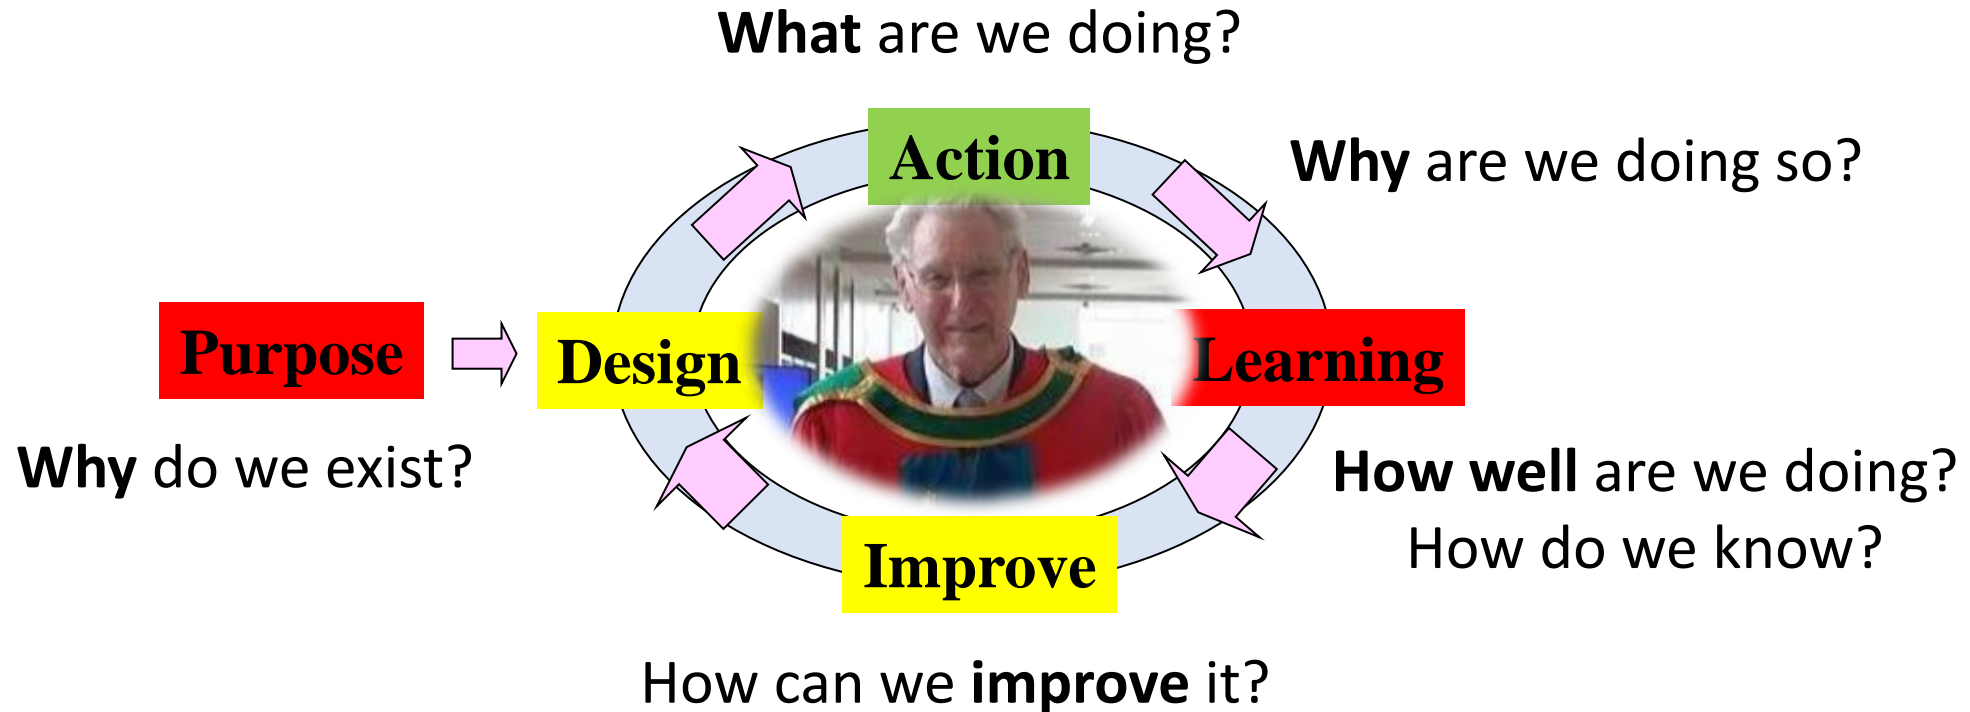 What are we doing?
Action
Why are we doing so?
Purpose
Design
Learning
Why do we exist?
How well are we doing?
How do we know?
Improve
How can we improve it?